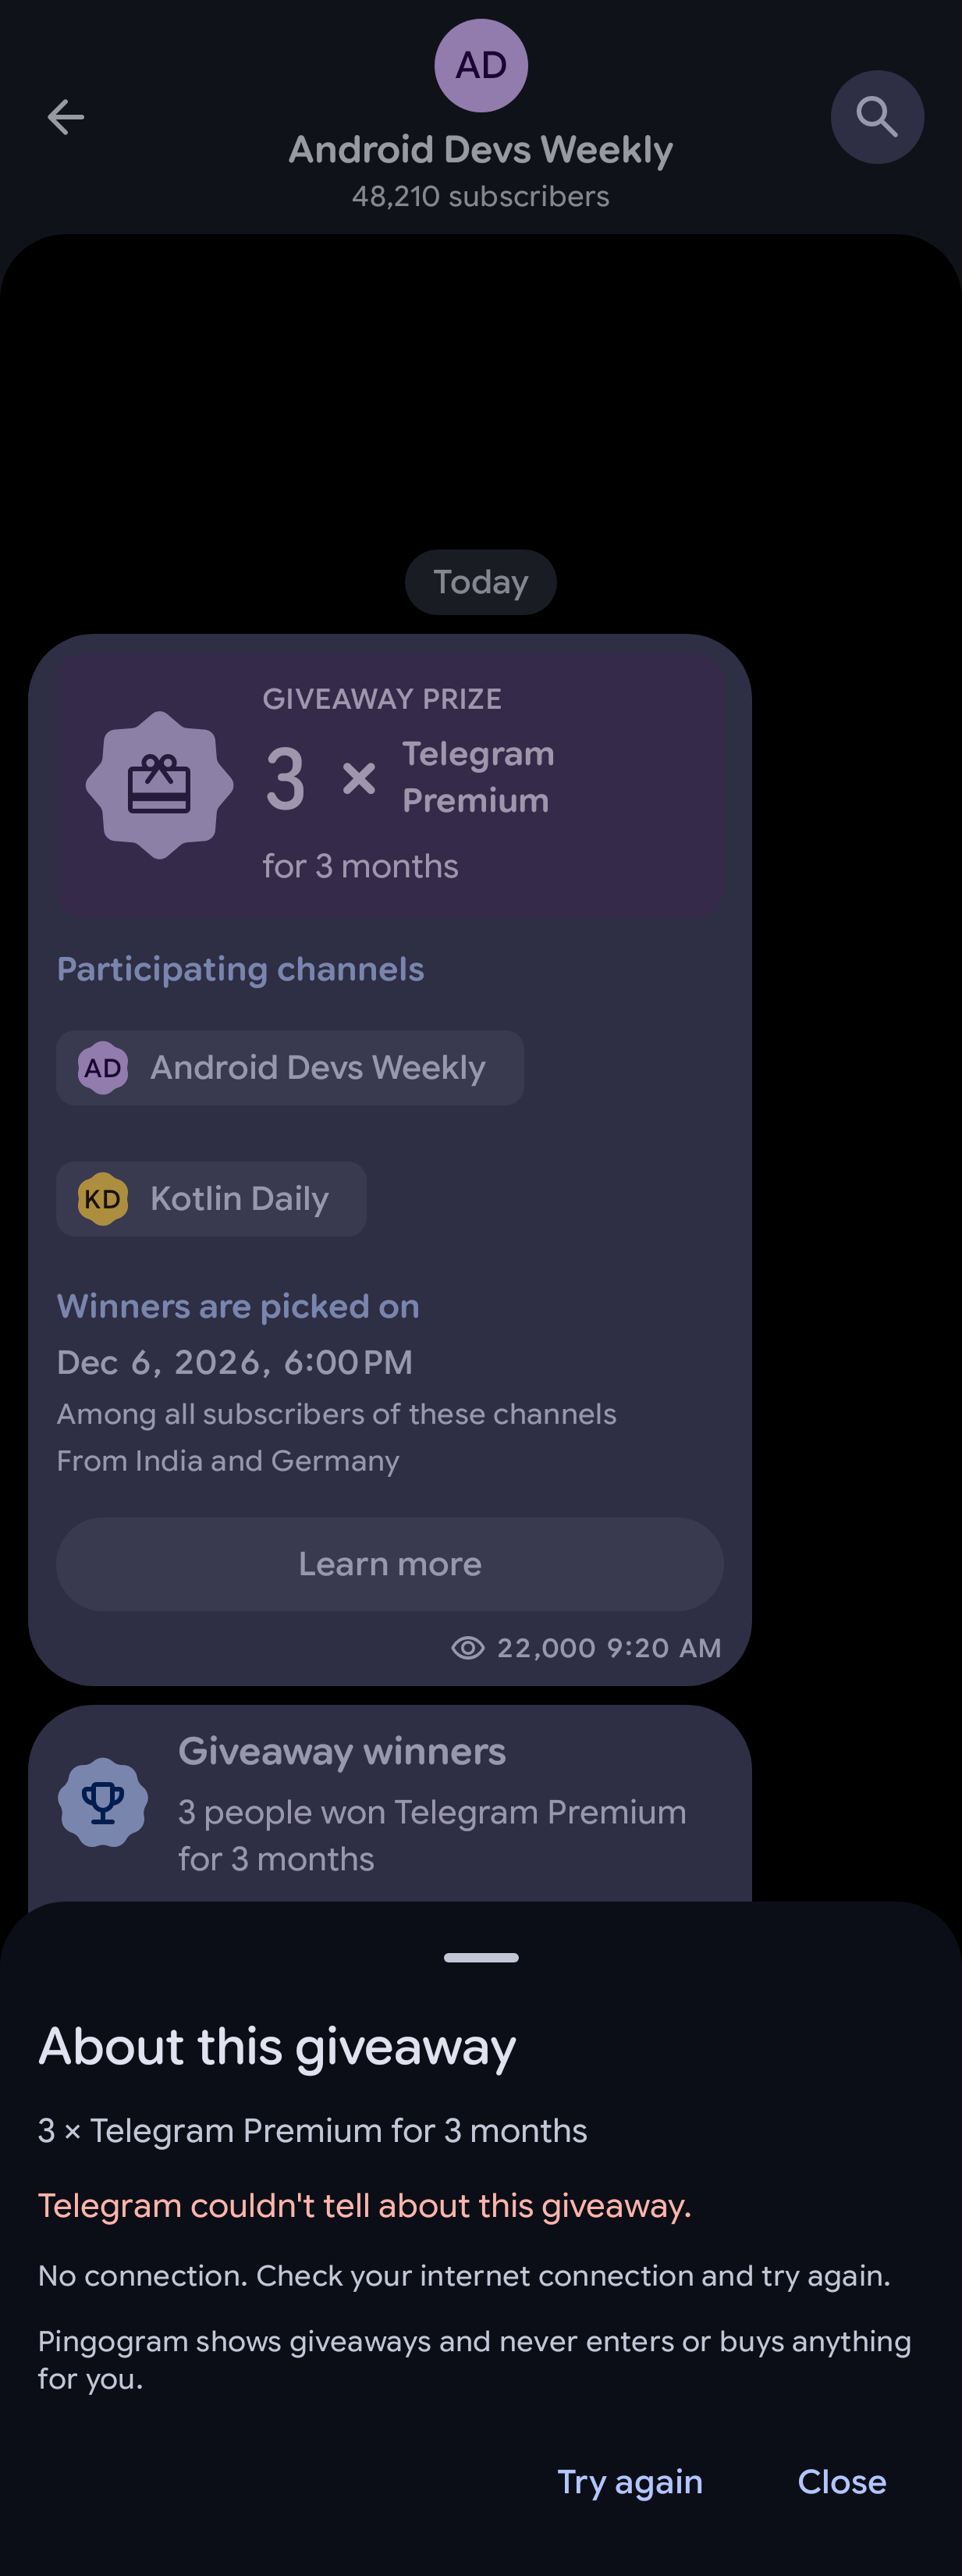 AD
Android Devs Weekly
48,210 subscribers
Today
GIVEAWAY PRIZE
3 × Telegram Premium
for 3 months
Participating channels
AD Android Devs Weekly
KD Kotlin Daily
Winners are picked on
Dec 6, 2026, 6:00 PM
Among all subscribers of these channels
From India and Germany
Learn more
22,000 9:20 AM
Giveaway winners
3 people won Telegram Premium
for 3 months
About this giveaway
3 × Telegram Premium for 3 months
Telegram couldn't tell about this giveaway.
No connection. Check your internet connection and try again.
Pingogram shows giveaways and never enters or buys anything
for you.
Try again Close